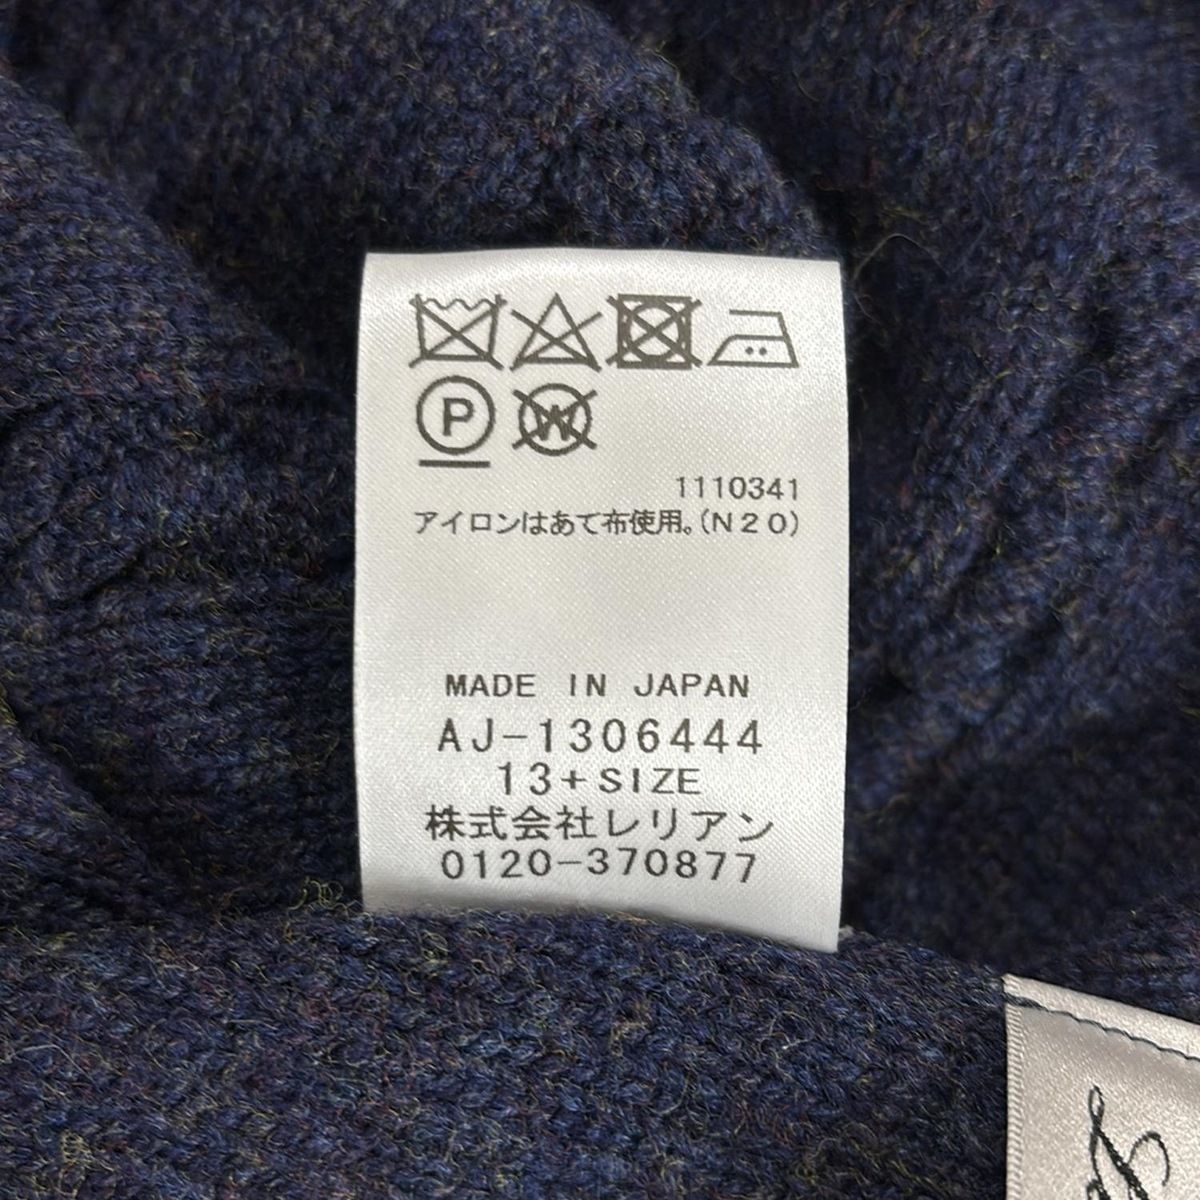 P
W
1110341
アイロンはあて布使用。(N20)
MADE IN JAPAN
AJ-1306444
13+SIZE
株式会社レリアン
0120-370877